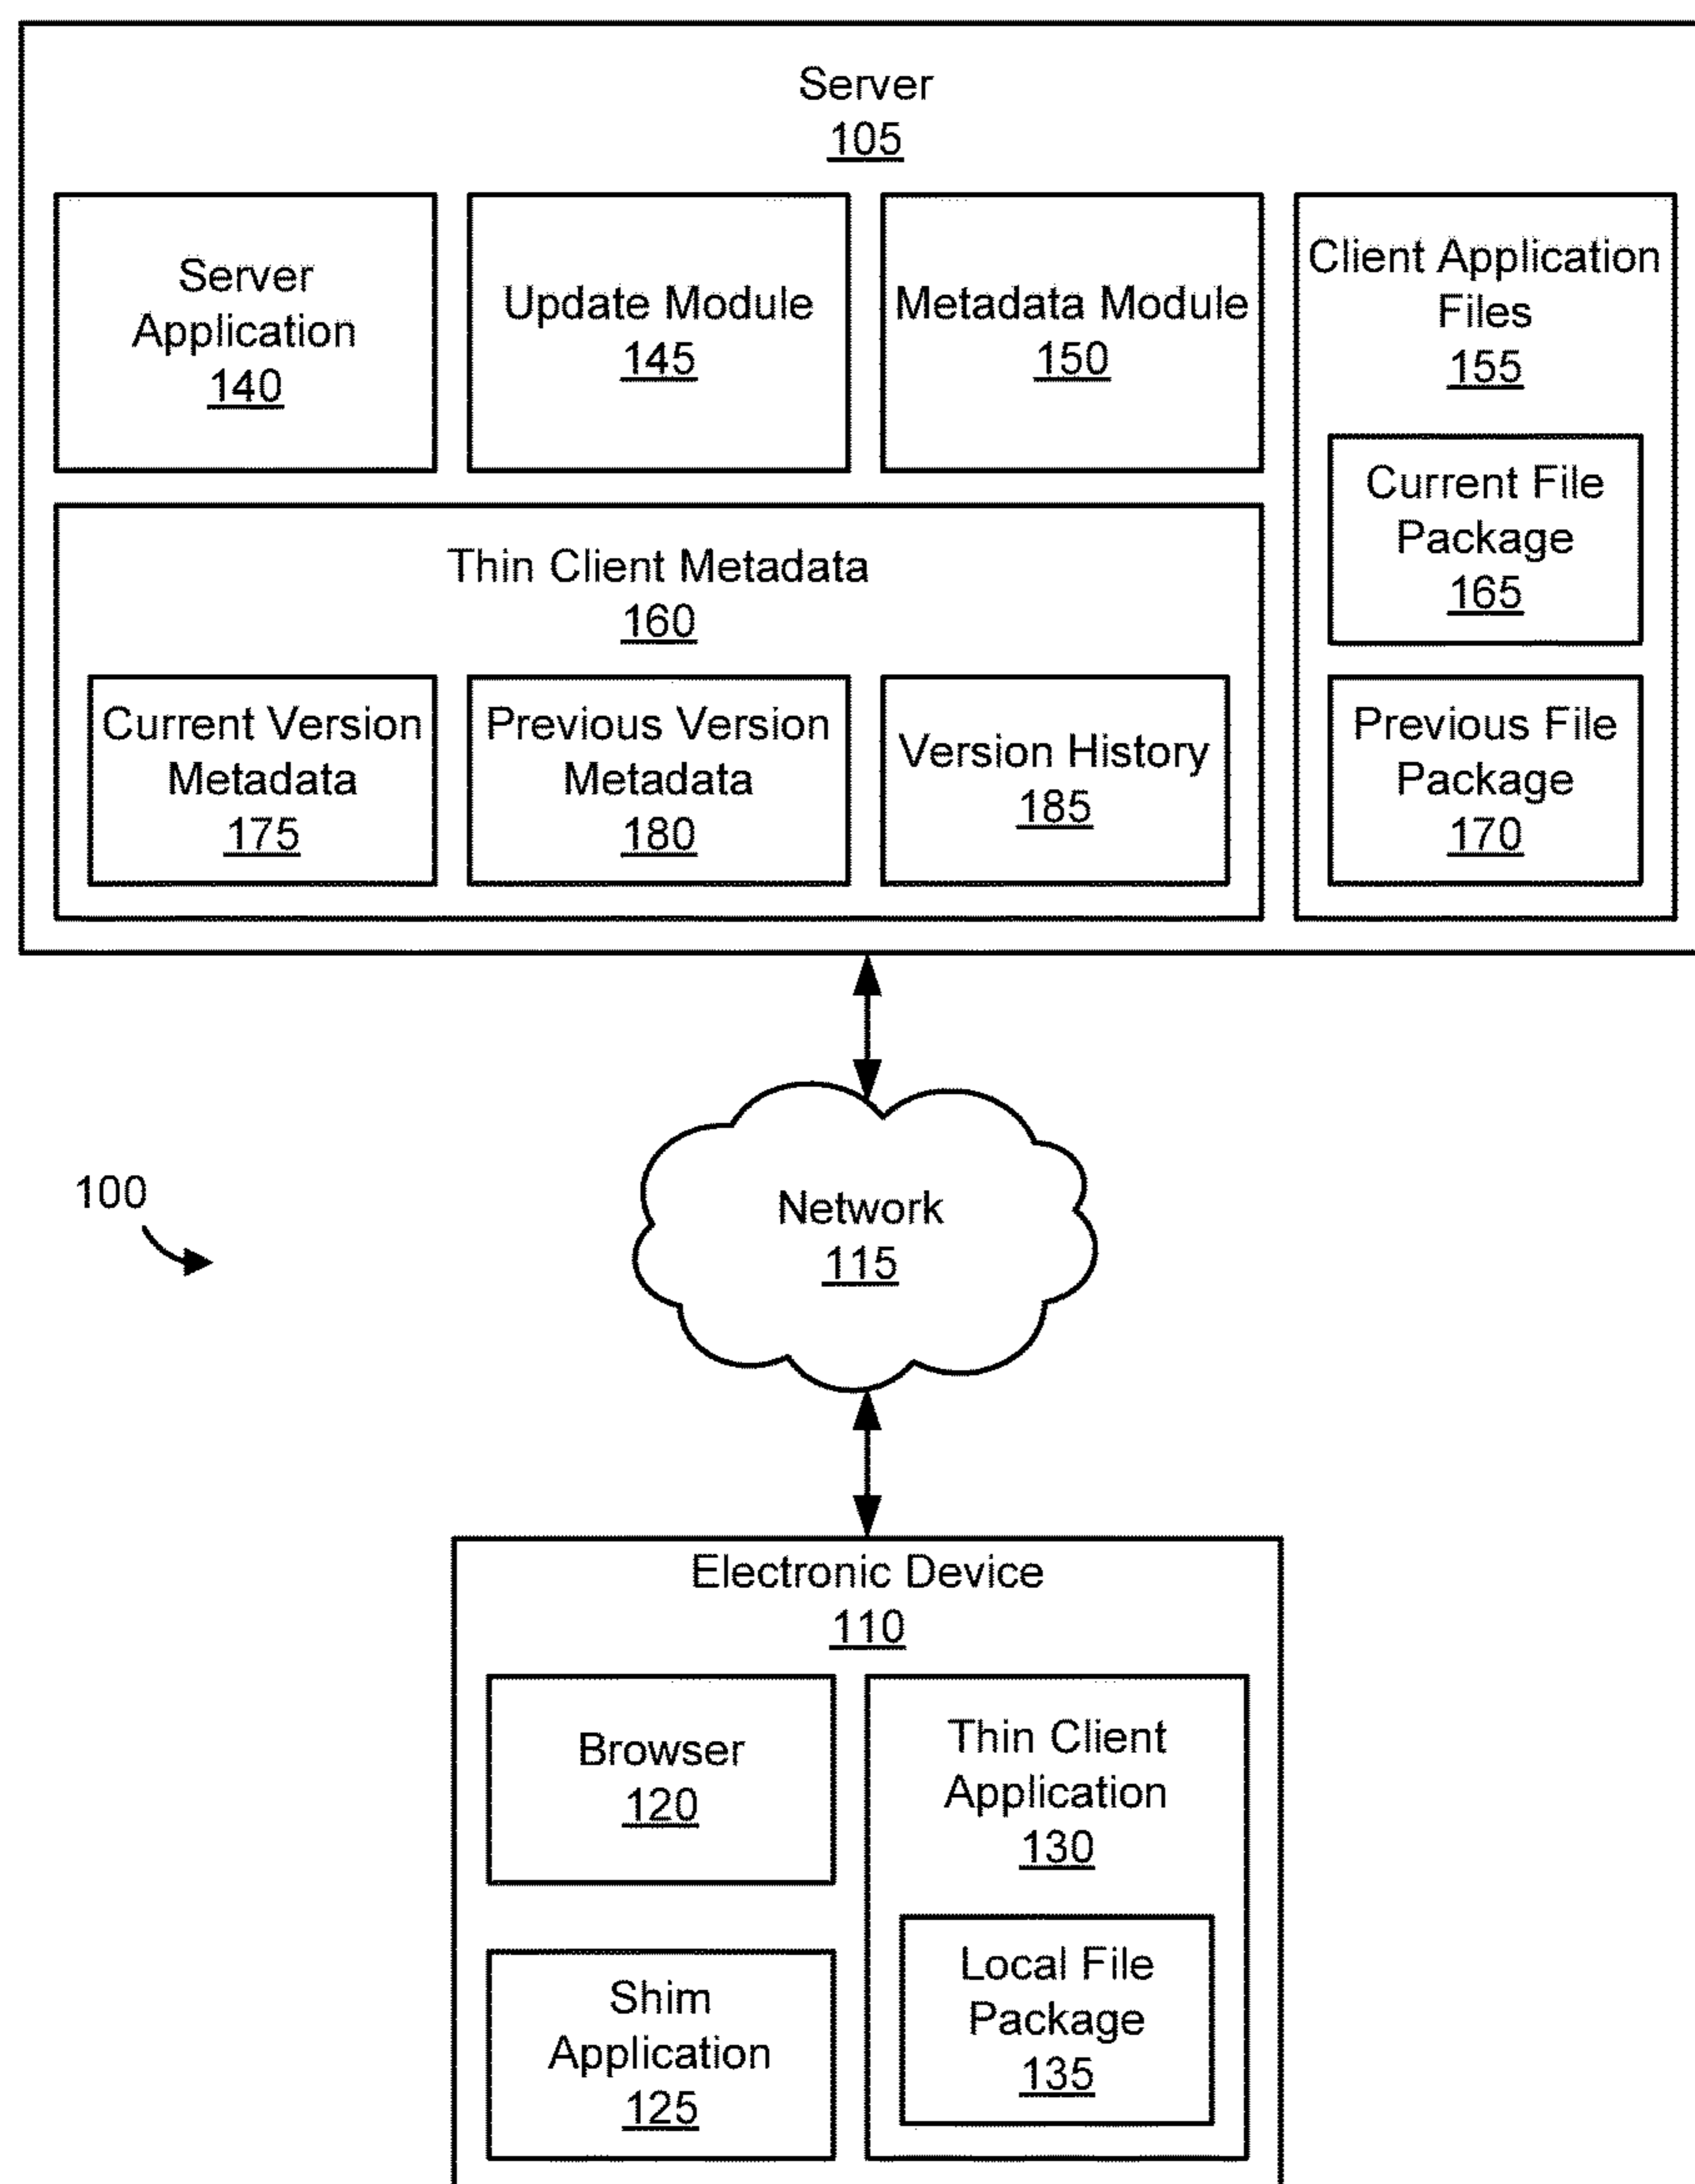 Server
105
Server
Application
140
Update Module
145
Metadata Module
150
Client Application
Files
155
Current File
Package
165
Previous File
Package
170
Thin Client Metadata
160
Current Version
Metadata
175
Previous Version
Metadata
180
Version History
185
100
Network
115
Electronic Device
110
Browser
120
Shim
Application
125
Thin Client
Application
130
Local File
Package
135